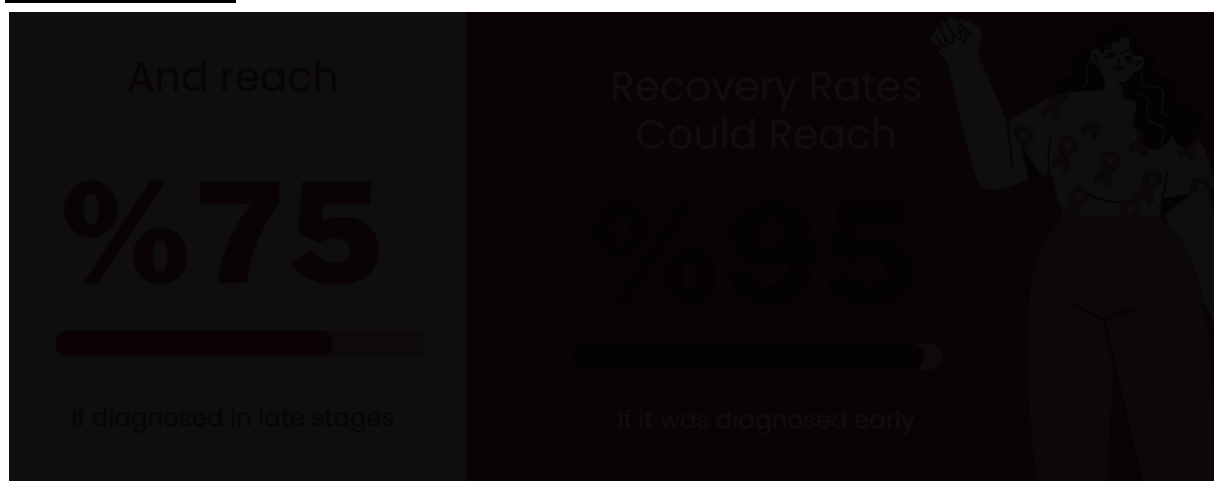 And reach
%75
If diagnosed in late stages
Recovery Rates
Could Reach
%95
If it was diagnosed early